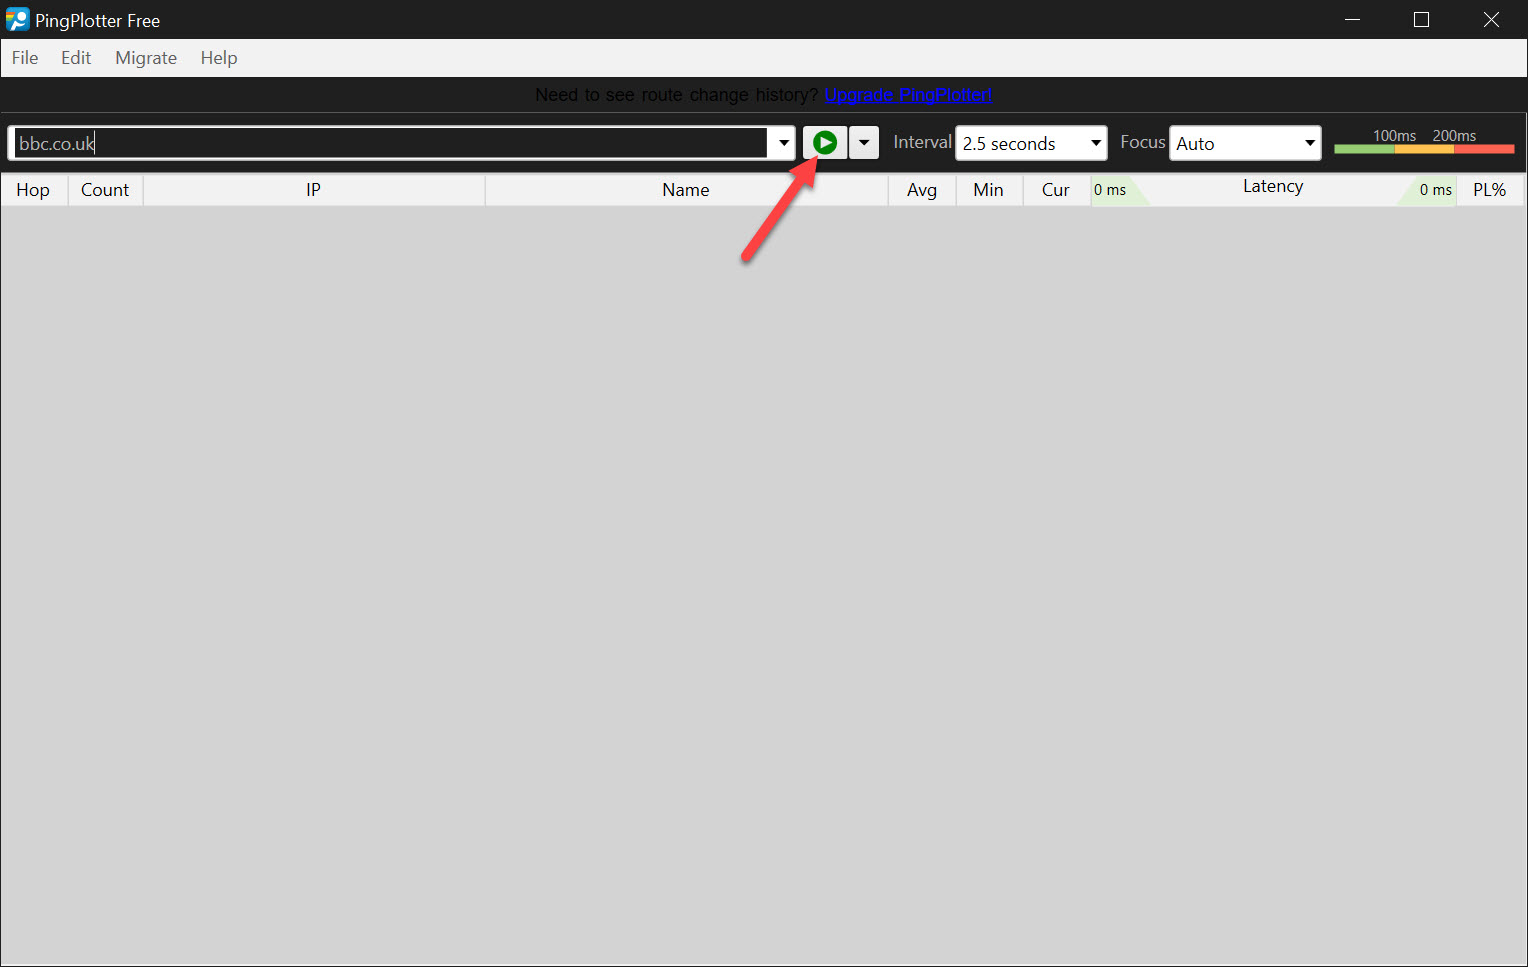 PingPlotter Free
File Edit Migrate Help
Need to see route change history? Upgrade PingPlotter!
100ms 200ms
bbc.co.uk Interval 2.5 seconds Focus Auto
Hop Count IP Name Avg Min Cur 0 ms Latency 0 ms PL%